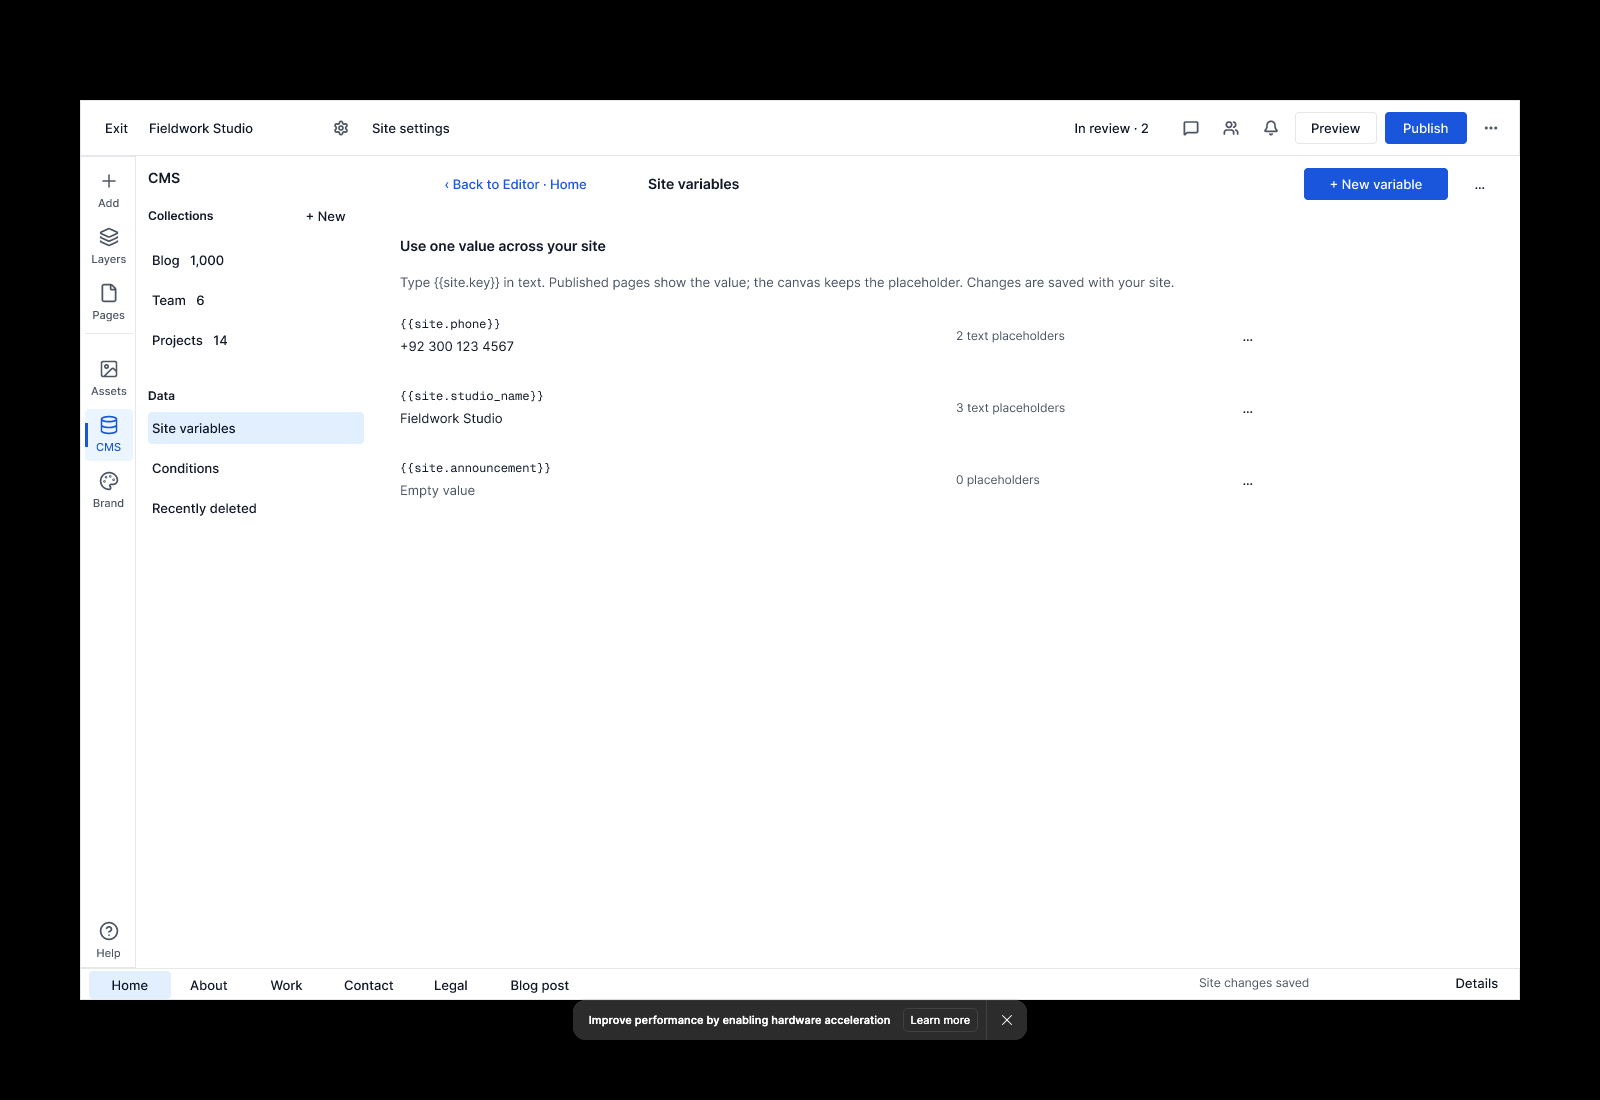 Exit Fieldwork Studio Site settings In review · 2 Preview Publish
Add
Layers
Pages
Assets
CMS
Brand
Help
CMS
Collections + New
Blog 1,000
Team 6
Projects 14
Data
Site variables
Conditions
Recently deleted
‹ Back to Editor · Home Site variables + New variable ...
Use one value across your site
Type {{site.key}} in text. Published pages show the value; the canvas keeps the placeholder. Changes are saved with your site.
{{site.phone}}
+92 300 123 4567
2 text placeholders ...
{{site.studio_name}}
Fieldwork Studio
3 text placeholders ...
{{site.announcement}}
Empty value
0 placeholders ...
Home About Work Contact Legal Blog post Site changes saved Details
Improve performance by enabling hardware acceleration Learn more